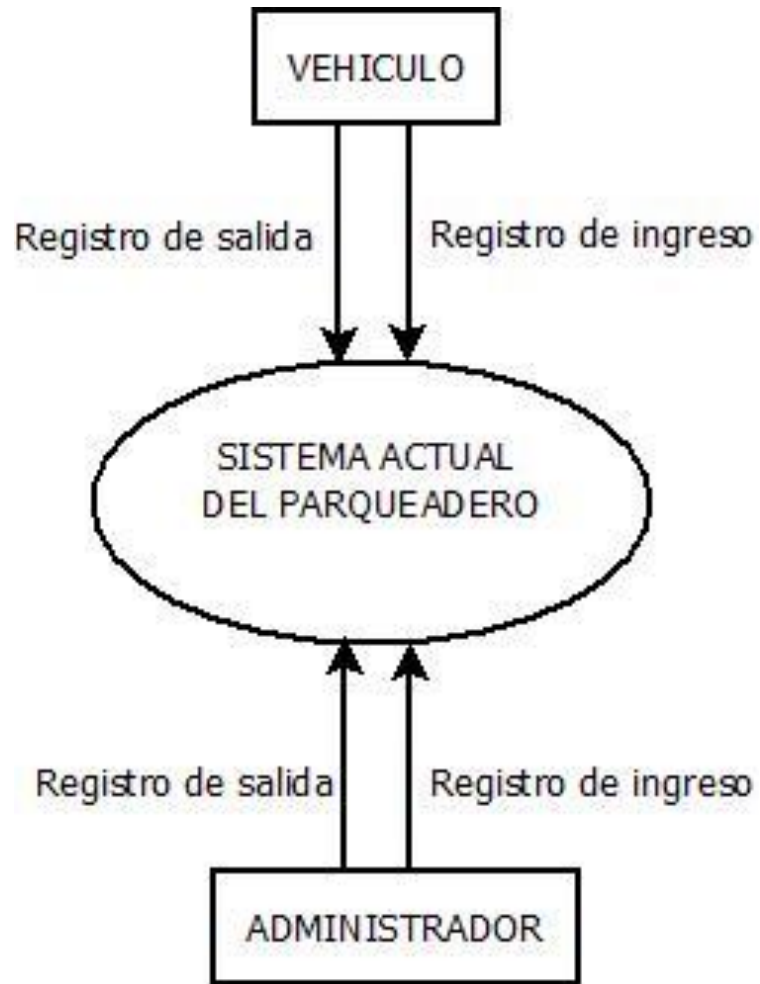 VEHICULO
Registro de salida
Registro de ingreso
SISTEMA ACTUAL
DEL PARQUEADERO
Registro de salida
Registro de ingreso
ADMINISTRADOR